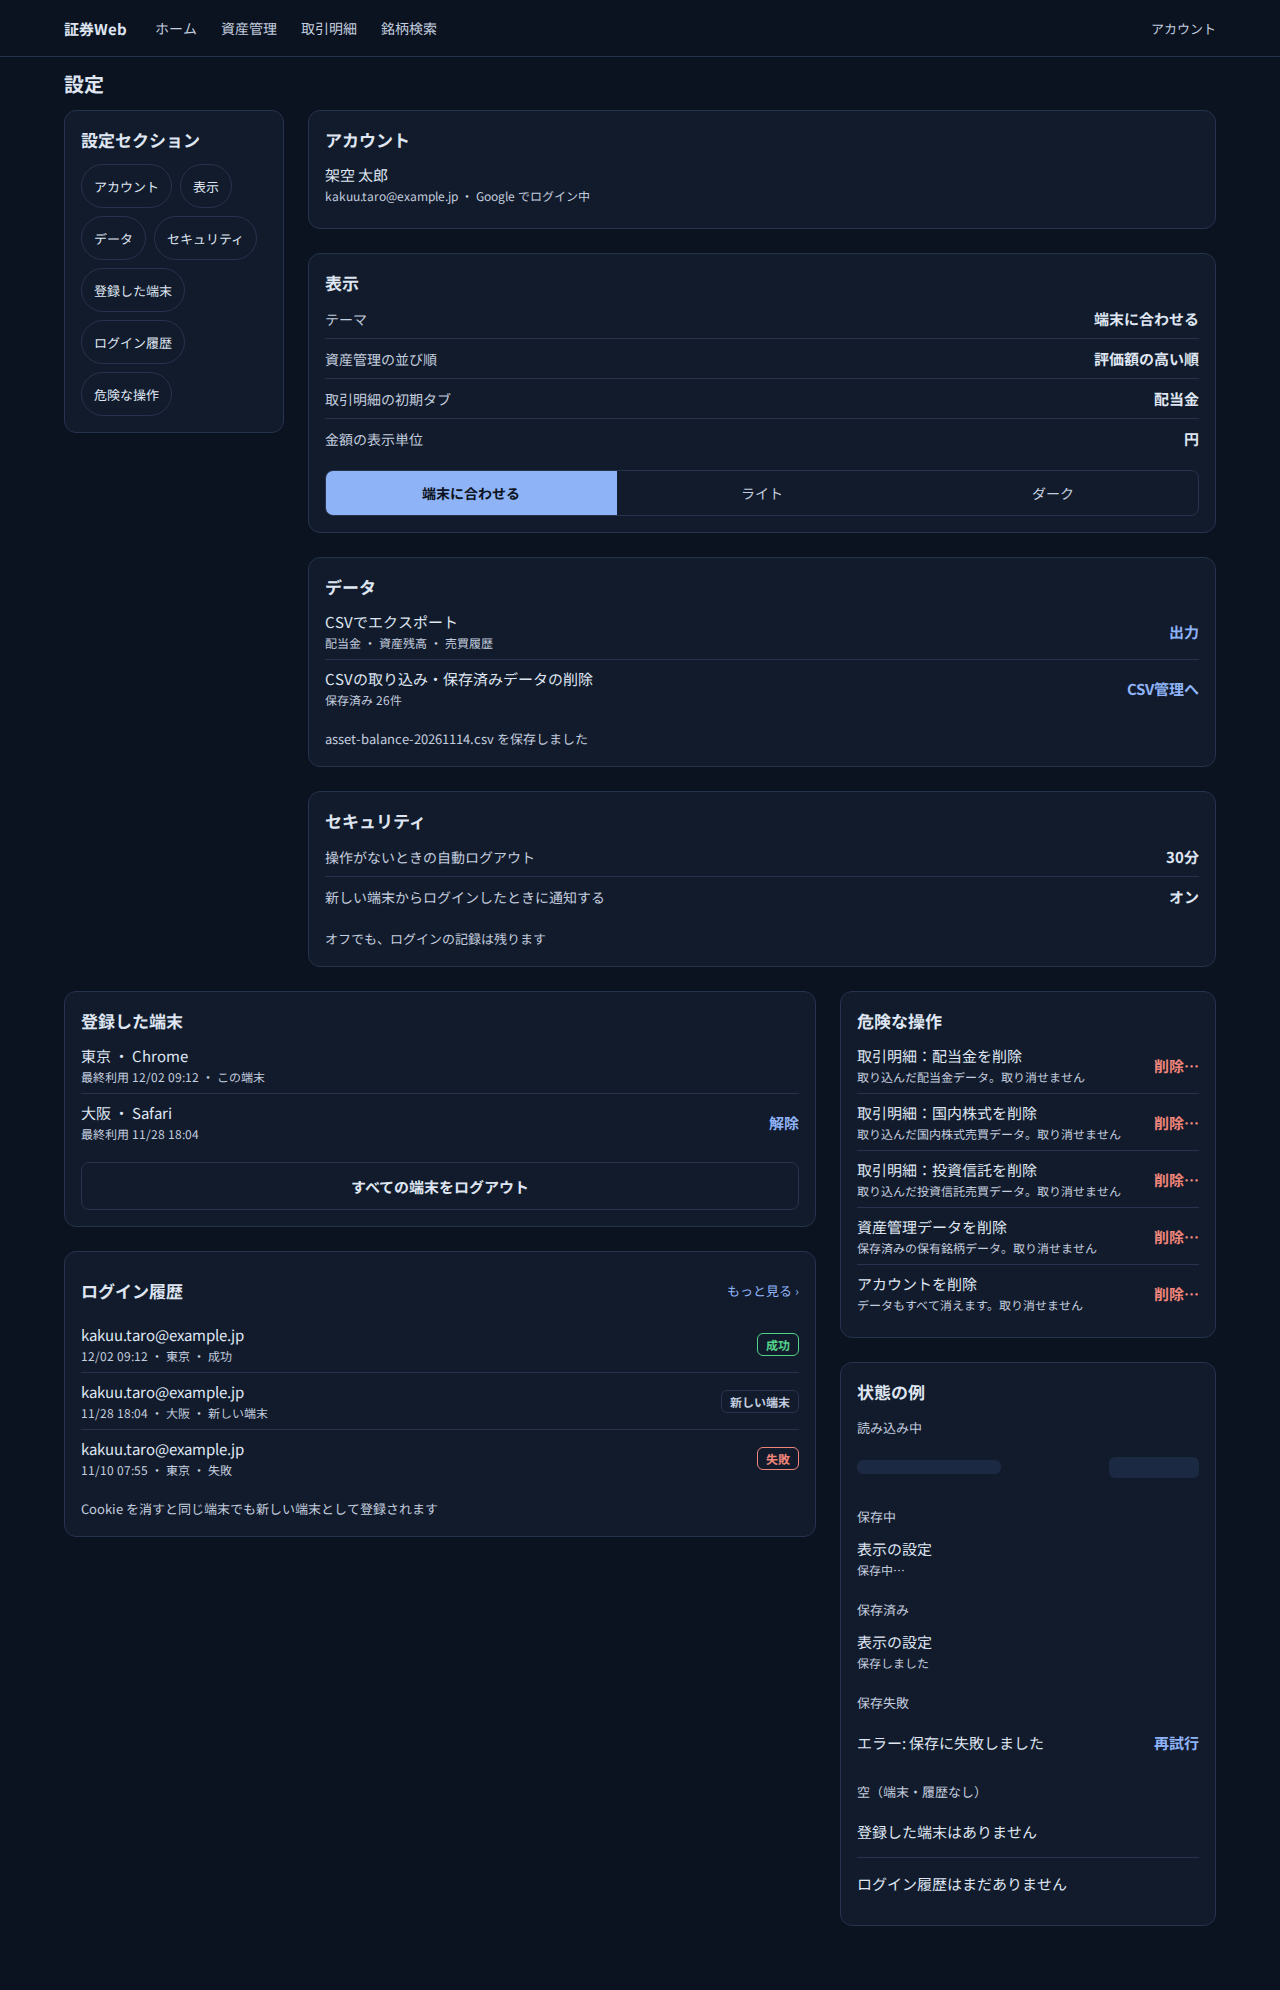 証券Web ホーム 資産管理 取引明細 銘柄検索 アカウント
設定
設定セクション
アカウント 表示
データ セキュリティ
登録した端末
ログイン履歴
危険な操作
アカウント
架空 太郎
kakuu.taro@example.jp ・ Google でログイン中
表示
テーマ 端末に合わせる
資産管理の並び順 評価額の高い順
取引明細の初期タブ 配当金
金額の表示単位 円
端末に合わせる ライト ダーク
データ
CSVでエクスポート
配当金 ・ 資産残高 ・ 売買履歴
出力
CSVの取り込み・保存済みデータの削除
保存済み 26件
CSV管理へ
asset-balance-20261114.csv を保存しました
セキュリティ
操作がないときの自動ログアウト 30分
新しい端末からログインしたときに通知する オン
オフでも、ログインの記録は残ります
登録した端末
東京 ・ Chrome
最終利用 12/02 09:12 ・ この端末
大阪 ・ Safari
最終利用 11/28 18:04
解除
すべての端末をログアウト
ログイン履歴 もっと見る ›
kakuu.taro@example.jp
12/02 09:12 ・ 東京 ・ 成功
成功
kakuu.taro@example.jp
11/28 18:04 ・ 大阪 ・ 新しい端末
新しい端末
kakuu.taro@example.jp
11/10 07:55 ・ 東京 ・ 失敗
失敗
Cookie を消すと同じ端末でも新しい端末として登録されます
危険な操作
取引明細：配当金を削除
取り込んだ配当金データ。取り消せません
削除…
取引明細：国内株式を削除
取り込んだ国内株式売買データ。取り消せません
削除…
取引明細：投資信託を削除
取り込んだ投資信託売買データ。取り消せません
削除…
資産管理データを削除
保存済みの保有銘柄データ。取り消せません
削除…
アカウントを削除
データもすべて消えます。取り消せません
削除…
状態の例
読み込み中
保存中
表示の設定
保存中…
保存済み
表示の設定
保存しました
保存失敗
エラー: 保存に失敗しました 再試行
空（端末・履歴なし）
登録した端末はありません
ログイン履歴はまだありません